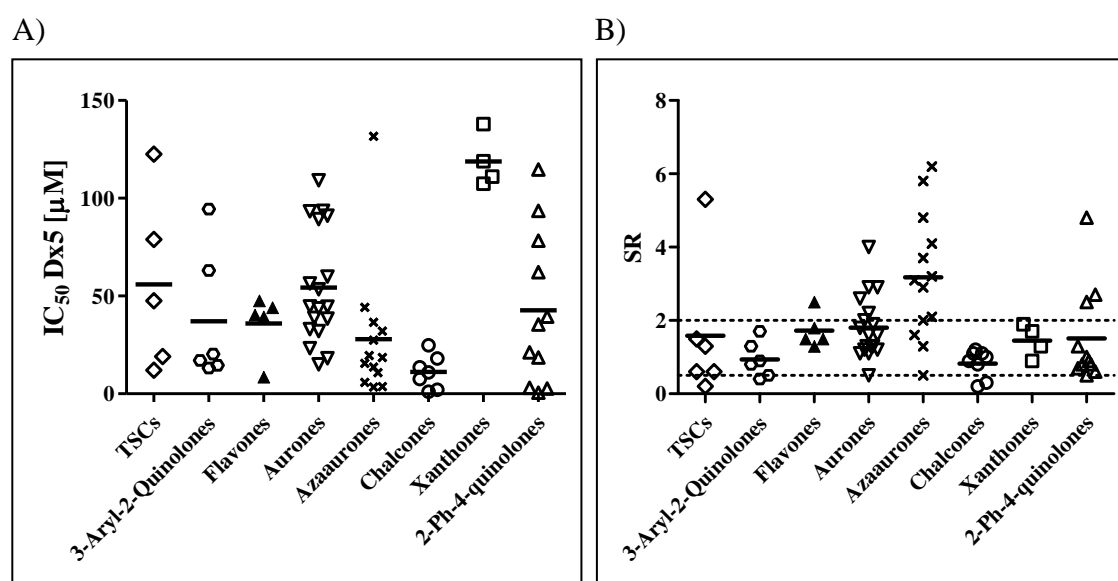 A)
IC50 Dx5 [µM]
150
100
50
0
TSCs
3-Aryl-2-Quinolones
Flavones
Aurones
Azaaurones
Chalcones
Xanthones
2-Ph-4-quinolones
B)
SR
8
6
4
2
0
TSCs
3-Aryl-2-Quinolones
Flavones
Aurones
Azaaurones
Chalcones
Xanthones
2-Ph-4-quinolones